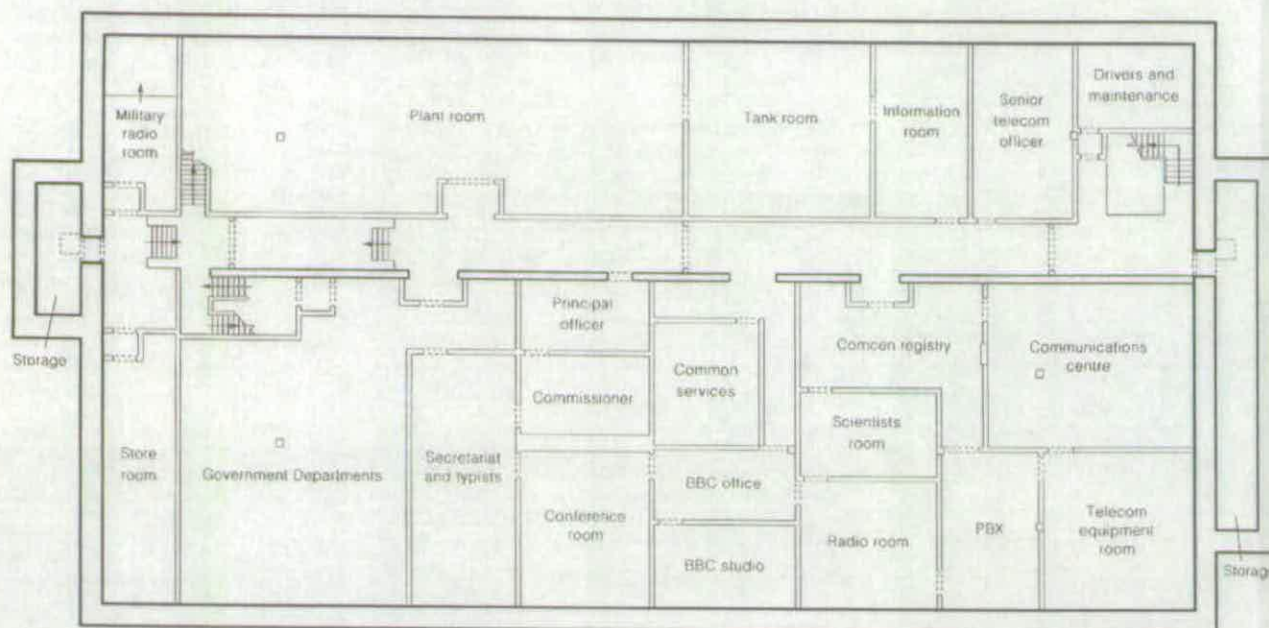 Military
radio
room
Plant room
Tank room
Information
room
Senior
telecom
officer
Drivers and
maintenance
Storage
Principal
officer
Commissioner
Common
services
Comcen registry
Communications
centre
Scientists
room
Store
room
Government Departments
Secretariat
and typists
Conference
room
BBC office
BBC studio
Radio room
PBX
Telecom
equipment
room
Storage